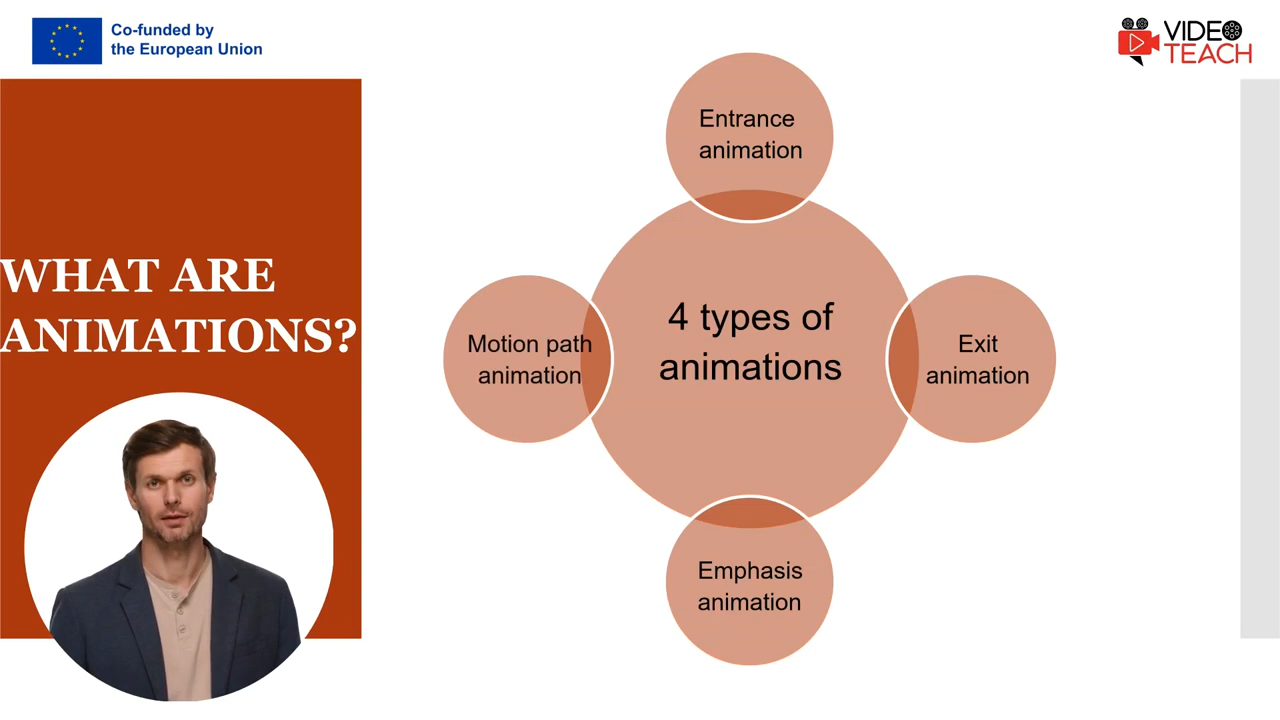 Co-funded by
the European Union
VIDEO
TEACH
WHAT ARE
ANIMATIONS?
Entrance
animation
4 types of
animations
Motion path
animation
Exit
animation
Emphasis
animation